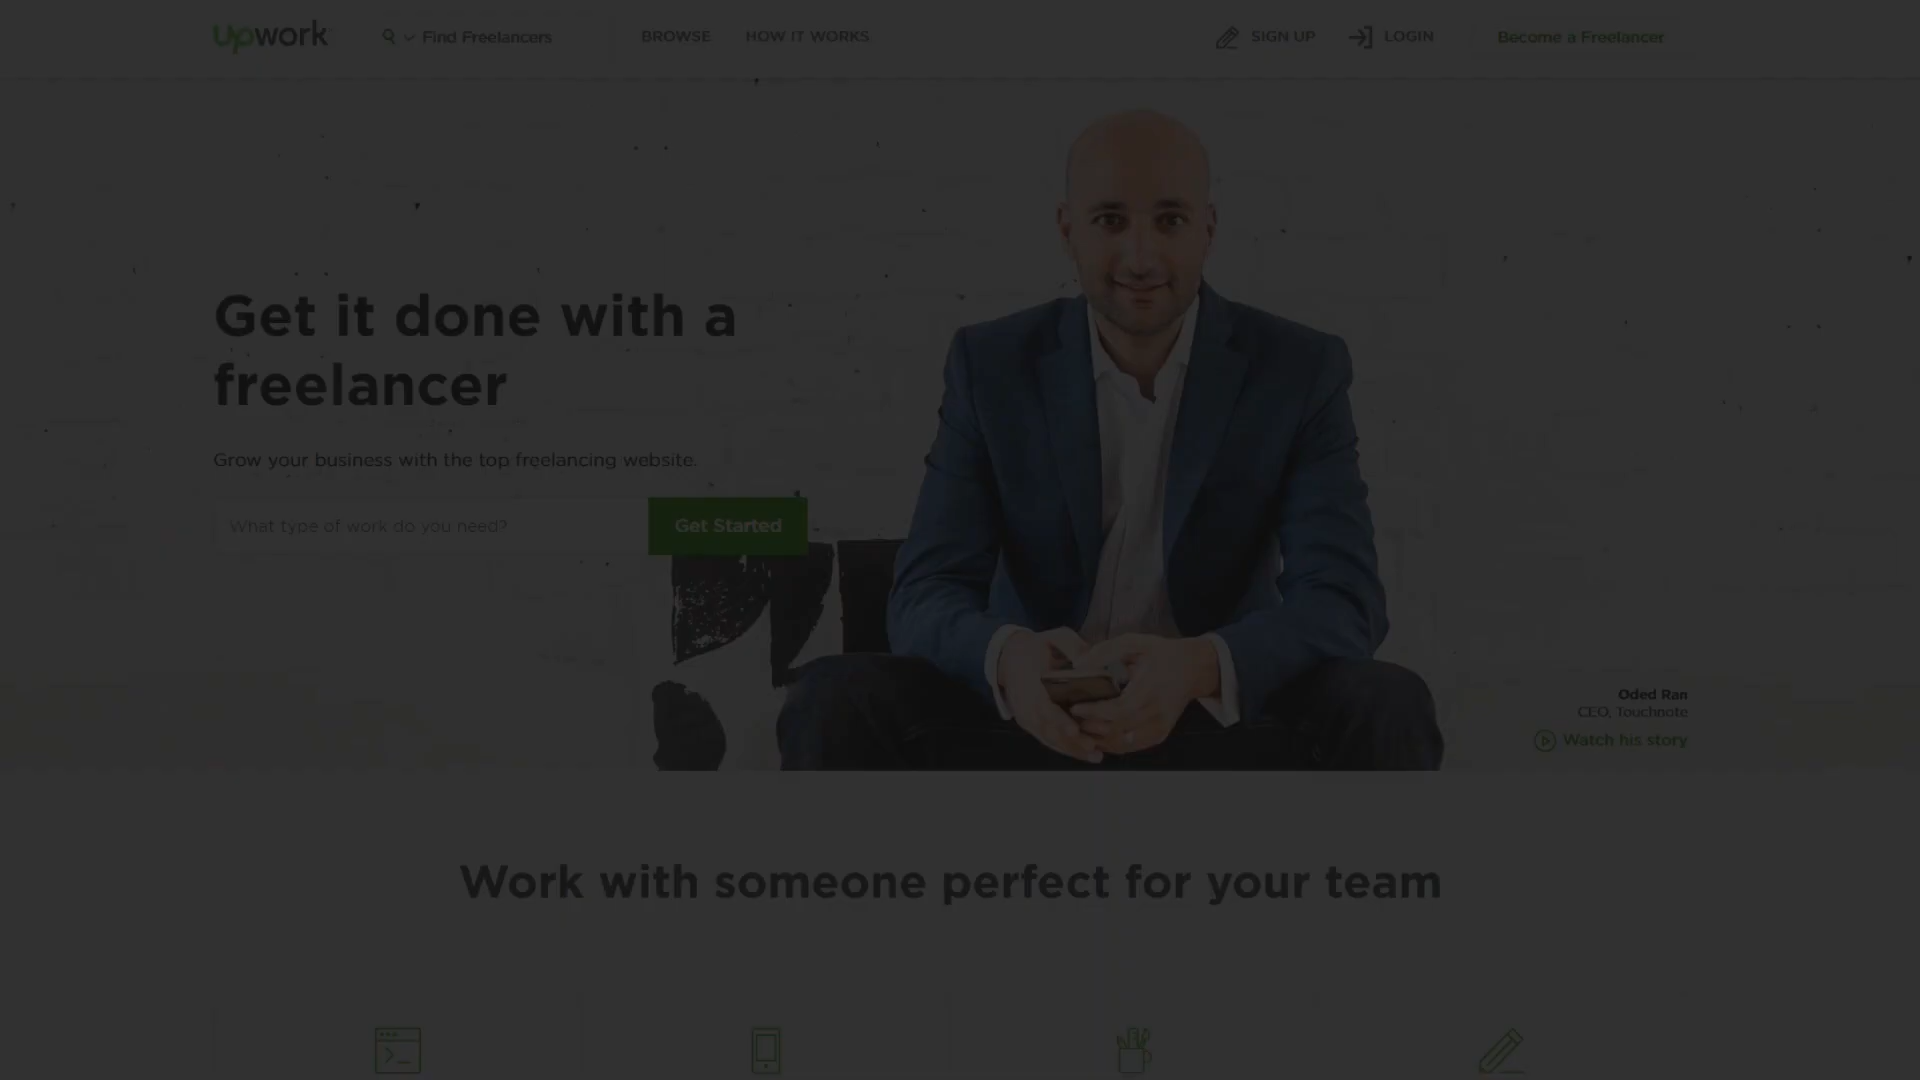 Upwork
Find Freelancers
BROWSE
HOW IT WORKS
SIGN UP
LOGIN
Become a Freelancer
Get it done with a
freelancer
Grow your business with the top freelancing website.
What type of work do you need?
Get Started
Oded Ran
CEO, Touchnote
Watch his story
Work with someone perfect for your team